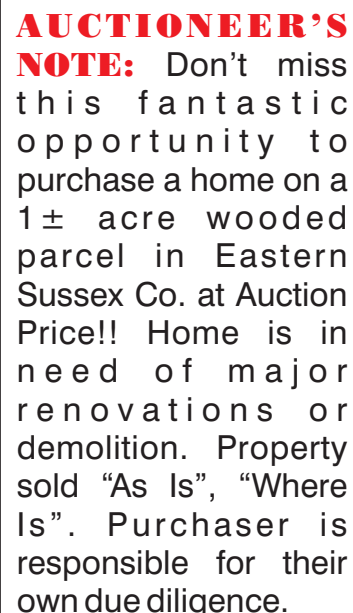 AUCTIONEER'S
NOTE: Don't miss
this fantastic
opportunity to
purchase a home on a
1± acre wooded
parcel in Eastern
Sussex Co. at Auction
Price!! Home is in
need of major
renovations or
demolition. Property
sold “As Is”, “Where
Is”. Purchaser is
responsible for their
own due diligence.